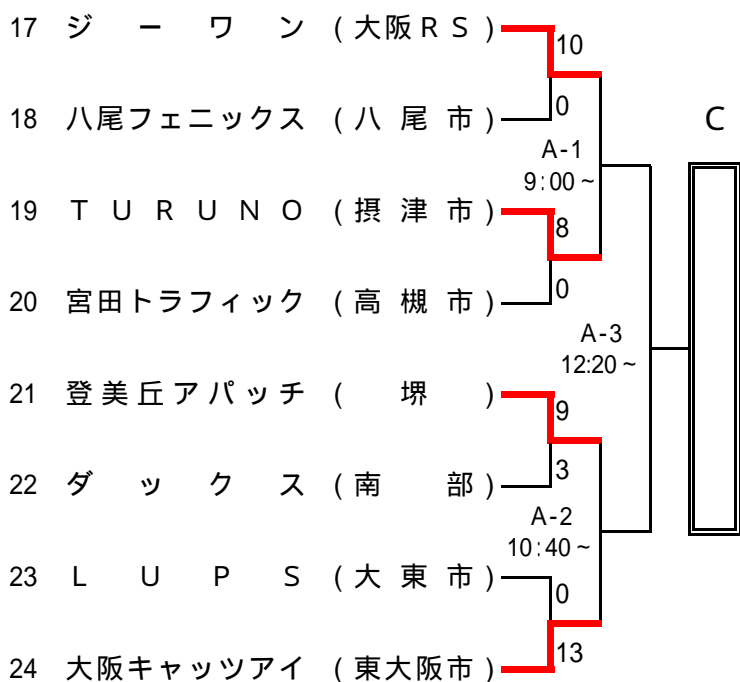 17 ジーワン (大阪RS) 10
18 八尾フェニックス (八尾市) 0
A-1
9:00~
C
19 TURUNO (摂津市) 8
20 宮田トラフィック (高槻市) 0
A-3
12:20~
21 登美丘アパッチ (堺) 9
22 ダックス (南部) 3
A-2
10:40~
23 LUPS (大東市) 0
24 大阪キャッツアイ (東大阪市) 13